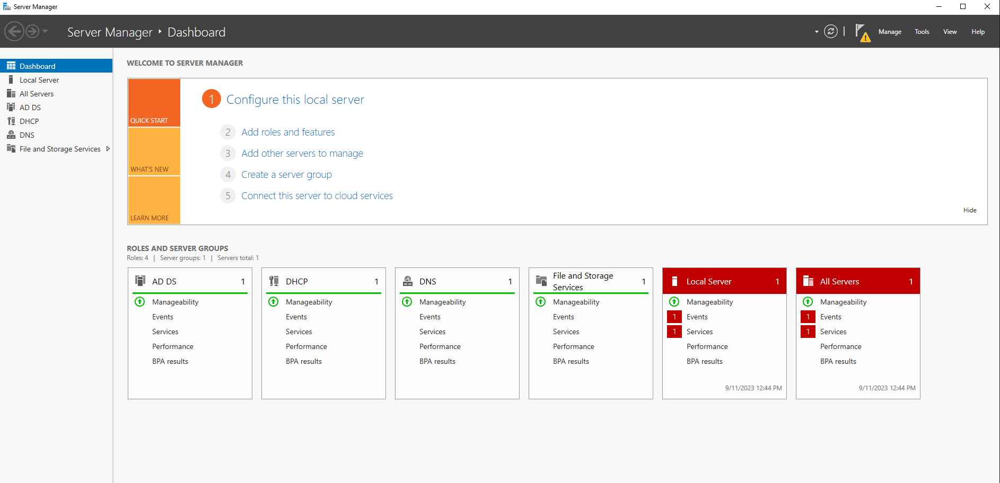 Server Manager
Server Manager ‣ Dashboard
Manage Tools View Help
Dashboard
Local Server
All Servers
AD DS
DHCP
DNS
File and Storage Services
WELCOME TO SERVER MANAGER
QUICK START
WHAT'S NEW
LEARN MORE
1 Configure this local server
2 Add roles and features
3 Add other servers to manage
4 Create a server group
5 Connect this server to cloud services
Hide
ROLES AND SERVER GROUPS
Roles: 4 | Server groups: 1 | Servers total: 1
AD DS 1
Manageability
Events
Services
Performance
BPA results
DHCP 1
Manageability
Events
Services
Performance
BPA results
DNS 1
Manageability
Events
Services
Performance
BPA results
File and Storage
Services 1
Manageability
Events
Services
Performance
BPA results
Local Server 1
Manageability
1 Events
1 Services
Performance
BPA results
9/11/2023 12:44 PM
All Servers 1
Manageability
1 Events
1 Services
Performance
BPA results
9/11/2023 12:44 PM